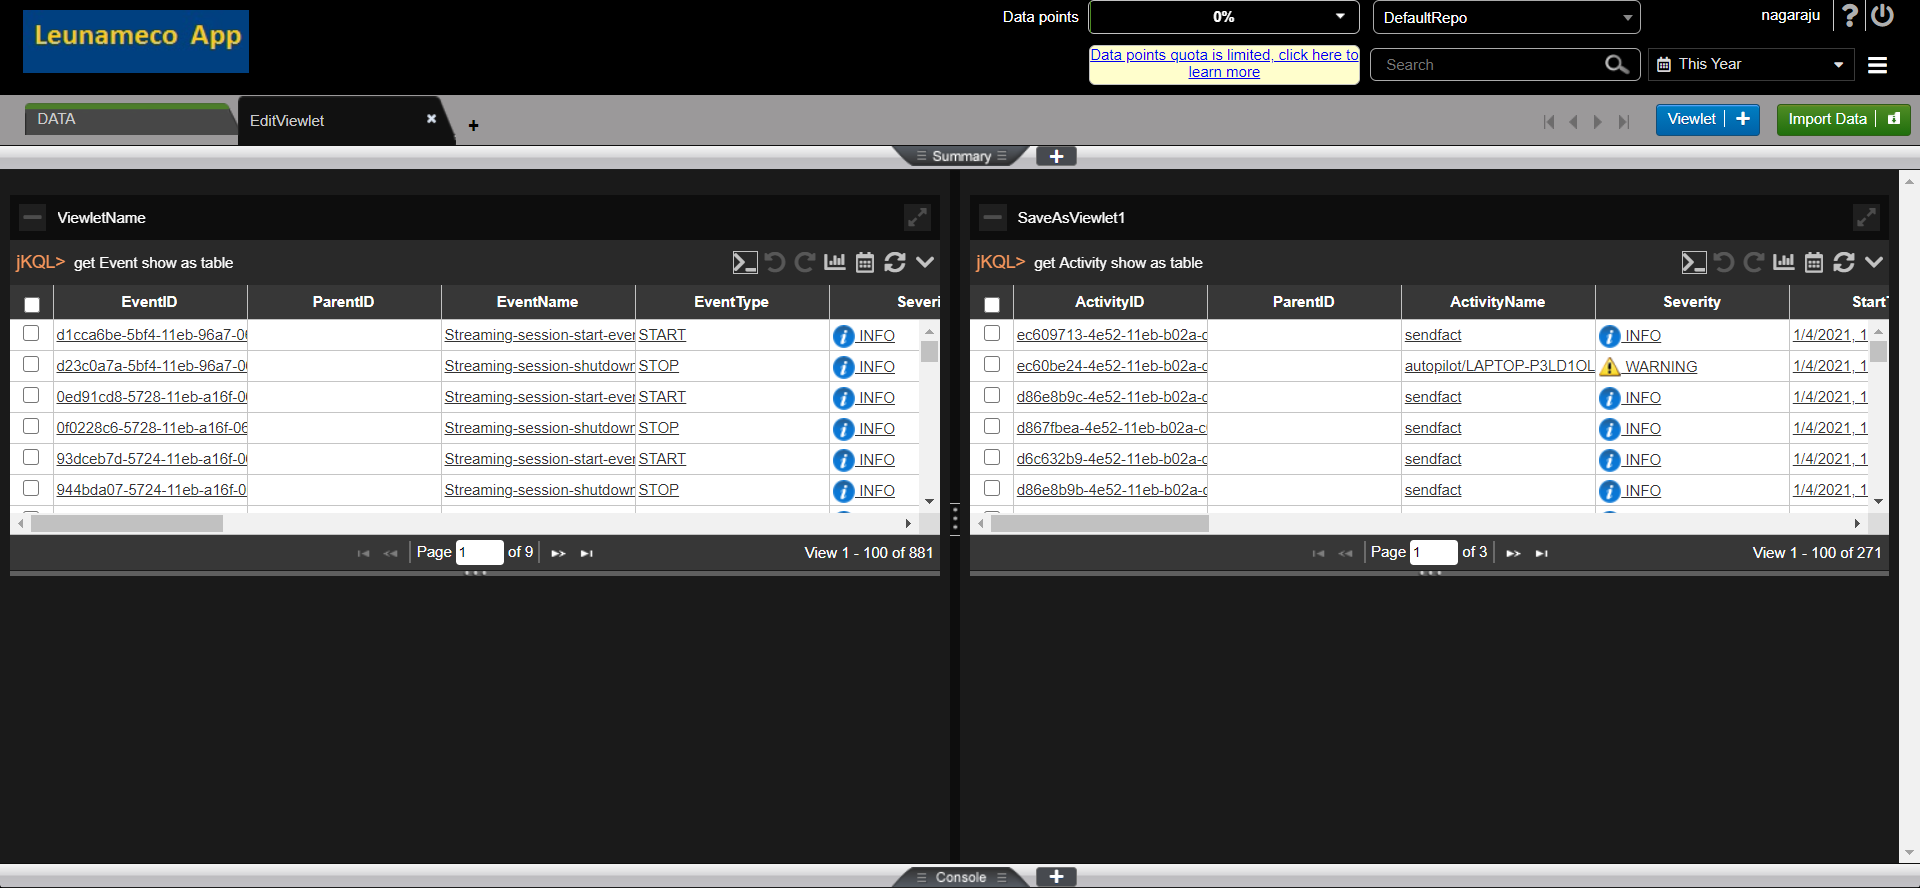 Leunameco App
Data points
0%
DefaultRepo
nagaraju
?
Data points quota is limited, click here to
learn more
Search
This Year
DATA
EditViewlet
Viewlet
Import Data
Summary
ViewletName
jKQL> get Event show as table
EventID ParentID EventName EventType Severi
d1cca6be-5bf4-11eb-96a7-0 Streaming-session-start-ever START INFO
d23c0a7a-5bf4-11eb-96a7-0 Streaming-session-shutdown STOP INFO
0ed91cd8-5728-11eb-a16f-0 Streaming-session-start-ever START INFO
0f0228c6-5728-11eb-a16f-06 Streaming-session-shutdown STOP INFO
93dceb7d-5724-11eb-a16f-0 Streaming-session-start-ever START INFO
944bda07-5724-11eb-a16f-0 Streaming-session-shutdown STOP INFO
Page 1 of 9
View 1 - 100 of 881
SaveAsViewlet1
jKQL> get Activity show as table
ActivityID ParentID ActivityName Severity StartT
ec609713-4e52-11eb-b02a-c sendfact INFO 1/4/2021, 1
ec60be24-4e52-11eb-b02a-c autopilot/LAPTOP-P3LD1OL WARNING 1/4/2021, 1
d86e8b9c-4e52-11eb-b02a-c sendfact INFO 1/4/2021, 1
d867fbea-4e52-11eb-b02a-c sendfact INFO 1/4/2021, 1
d6c632b9-4e52-11eb-b02a-c sendfact INFO 1/4/2021, 1
d86e8b9b-4e52-11eb-b02a-c sendfact INFO 1/4/2021, 1
Page 1 of 3
View 1 - 100 of 271
Console